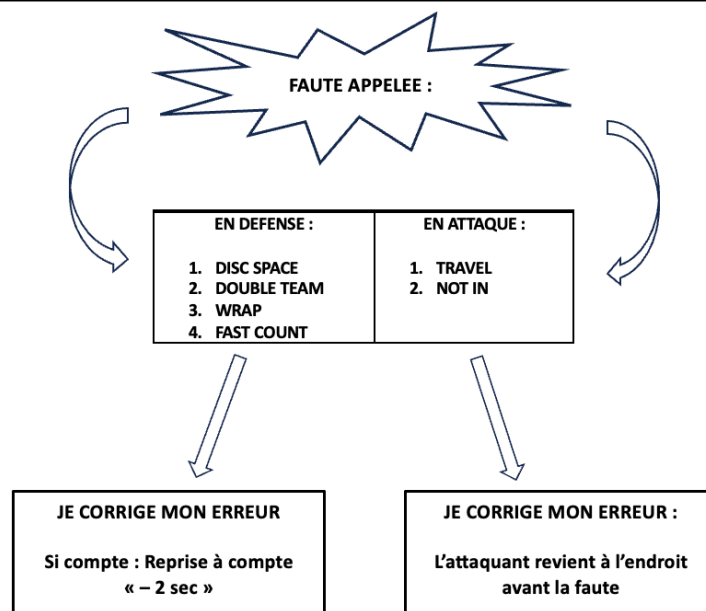 FAUTE APPELEE :
EN DEFENSE :
1. DISC SPACE
2. DOUBLE TEAM
3. WRAP
4. FAST COUNT
EN ATTAQUE :
1. TRAVEL
2. NOT IN
JE CORRIGE MON ERREUR
Si compte : Reprise à compte
« – 2 sec »
JE CORRIGE MON ERREUR :
L'attaquant revient à l'endroit
avant la faute